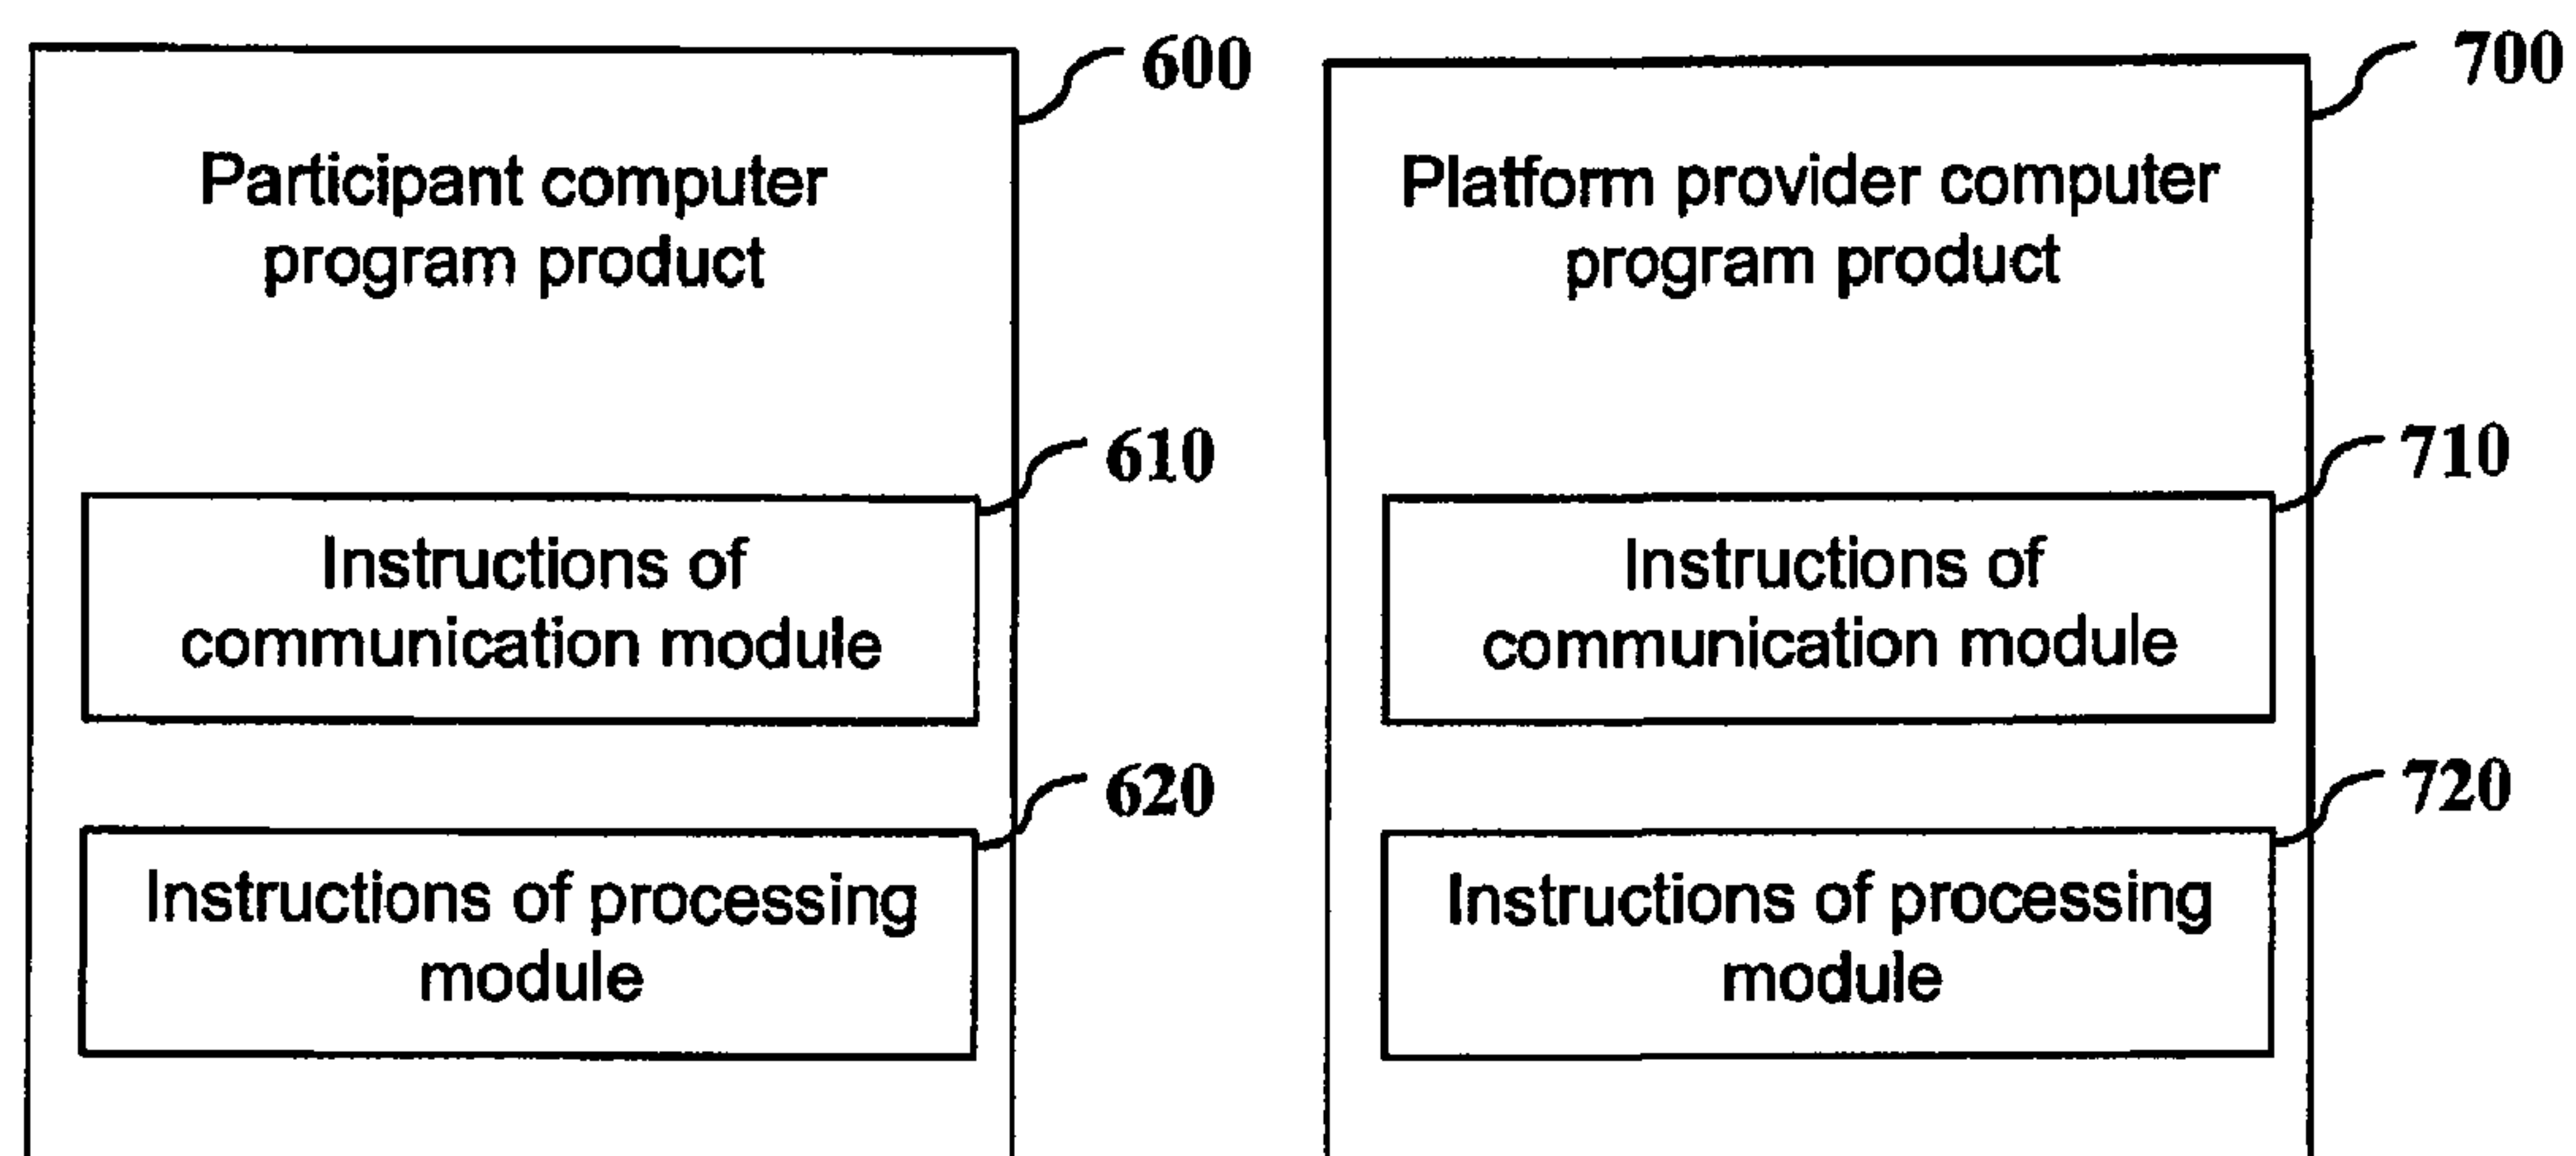 600
Participant computer
program product
610
Instructions of
communication module
620
Instructions of processing
module
700
Platform provider computer
program product
710
Instructions of
communication module
720
Instructions of processing
module